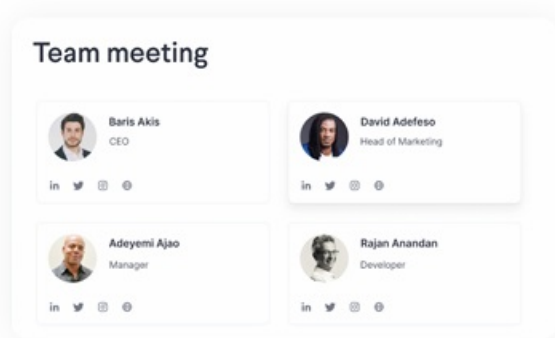 Team meeting
Baris Akis
CEO
David Adefeso
Head of Marketing
in
in
Adeyemi Ajao
Manager
Rajan Anandan
Developer
in
in